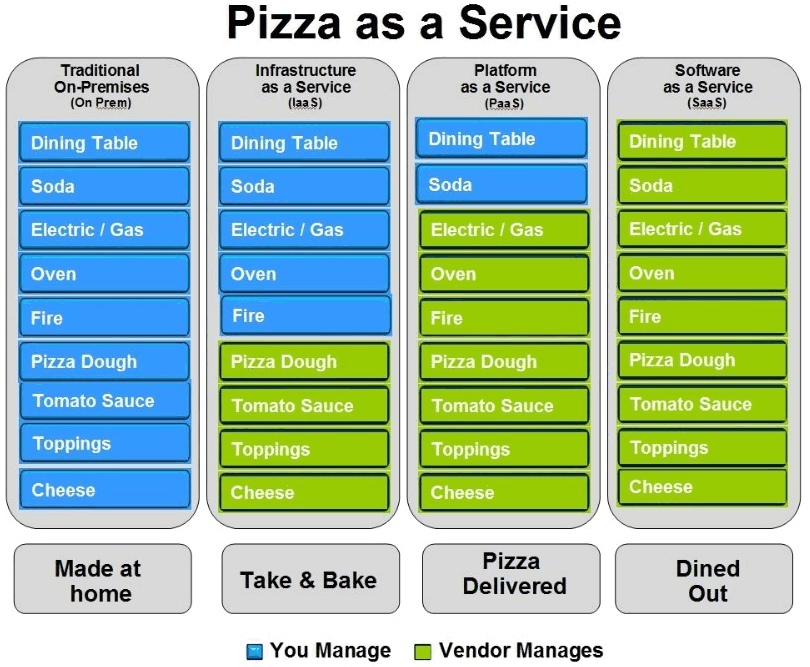 Pizza as a Service
Traditional
On-Premises
(On Prem)
Dining Table
Soda
Electric / Gas
Oven
Fire
Pizza Dough
Tomato Sauce
Toppings
Cheese
Made at
home
Infrastructure
as a Service
(IaaS)
Dining Table
Soda
Electric / Gas
Oven
Fire
Pizza Dough
Tomato Sauce
Toppings
Cheese
Take & Bake
Platform
as a Service
(PaaS)
Dining Table
Soda
Electric / Gas
Oven
Fire
Pizza Dough
Tomato Sauce
Toppings
Cheese
Pizza
Delivered
Software
as a Service
(SaaS)
Dining Table
Soda
Electric / Gas
Oven
Fire
Pizza Dough
Tomato Sauce
Toppings
Cheese
Dined
Out
You Manage
Vendor Manages